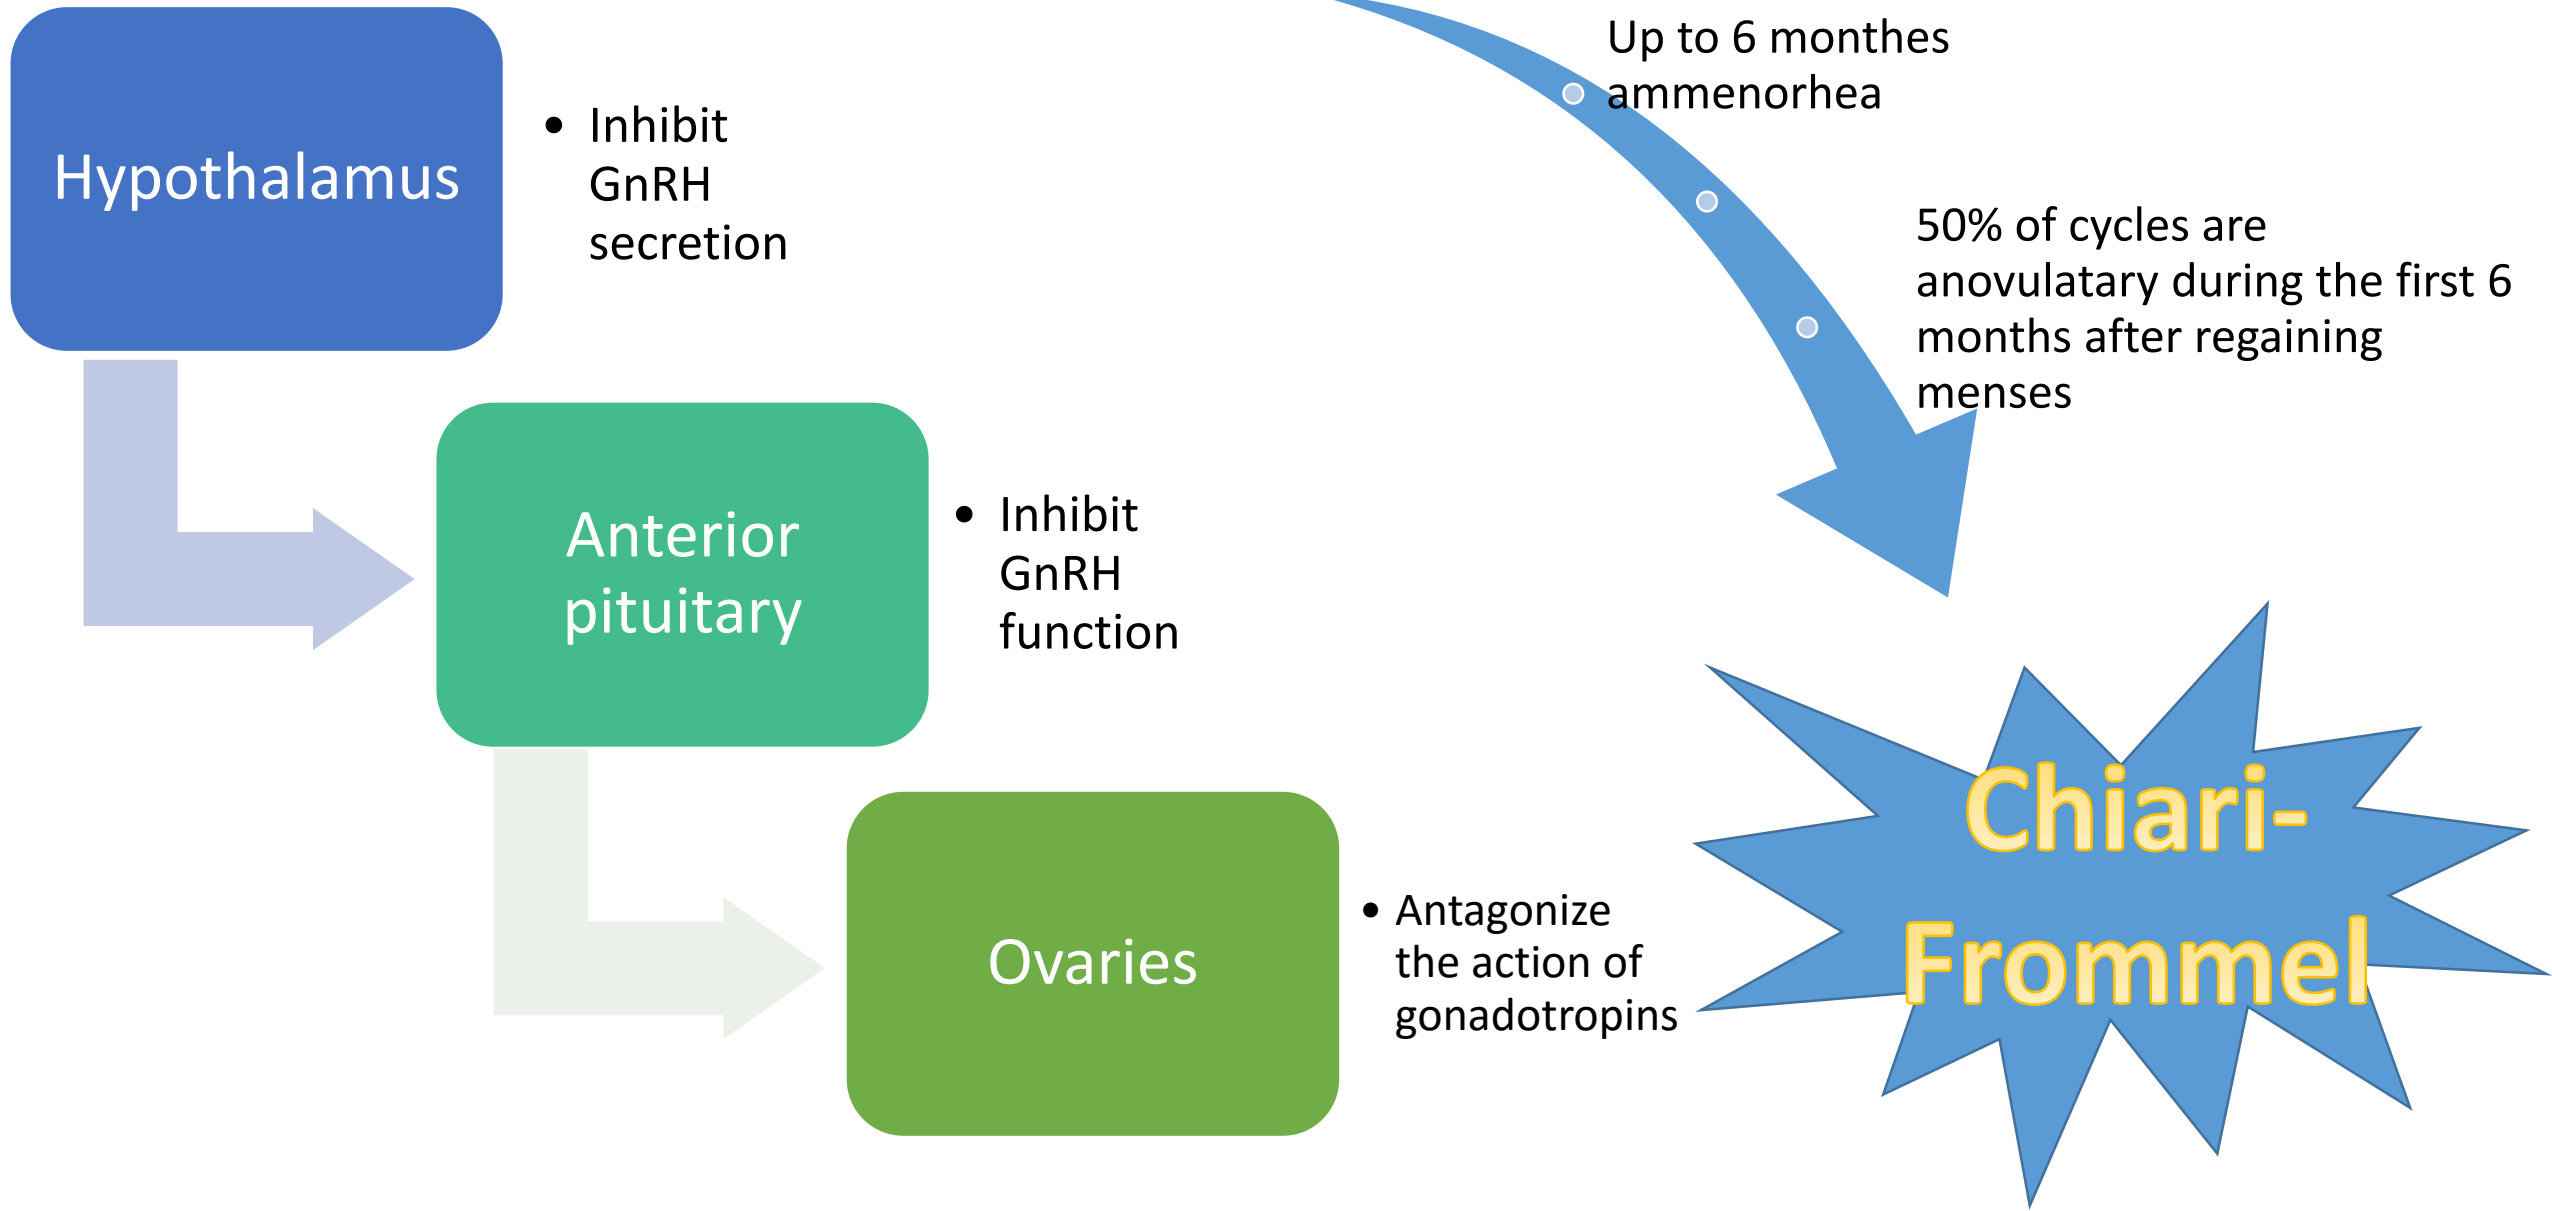 Hypothalamus
• Inhibit
GnRH
secretion
Anterior
pituitary
• Inhibit
GnRH
function
Ovaries
• Antagonize
the action of
gonadotropins
Up to 6 monthes
ammenorhea
50% of cycles are
anovulatary during the first 6
months after regaining
menses
Chiari-
Frommel